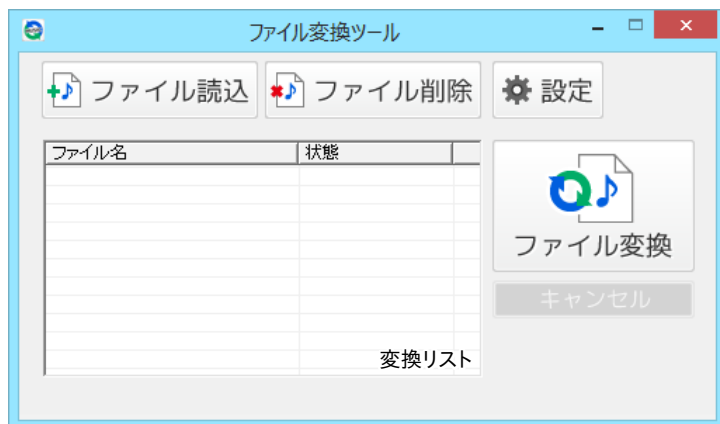 ファイル変換ツール
ファイル読込 ファイル削除 設定
ファイル名 状態
ファイル変換
キャンセル
変換リスト